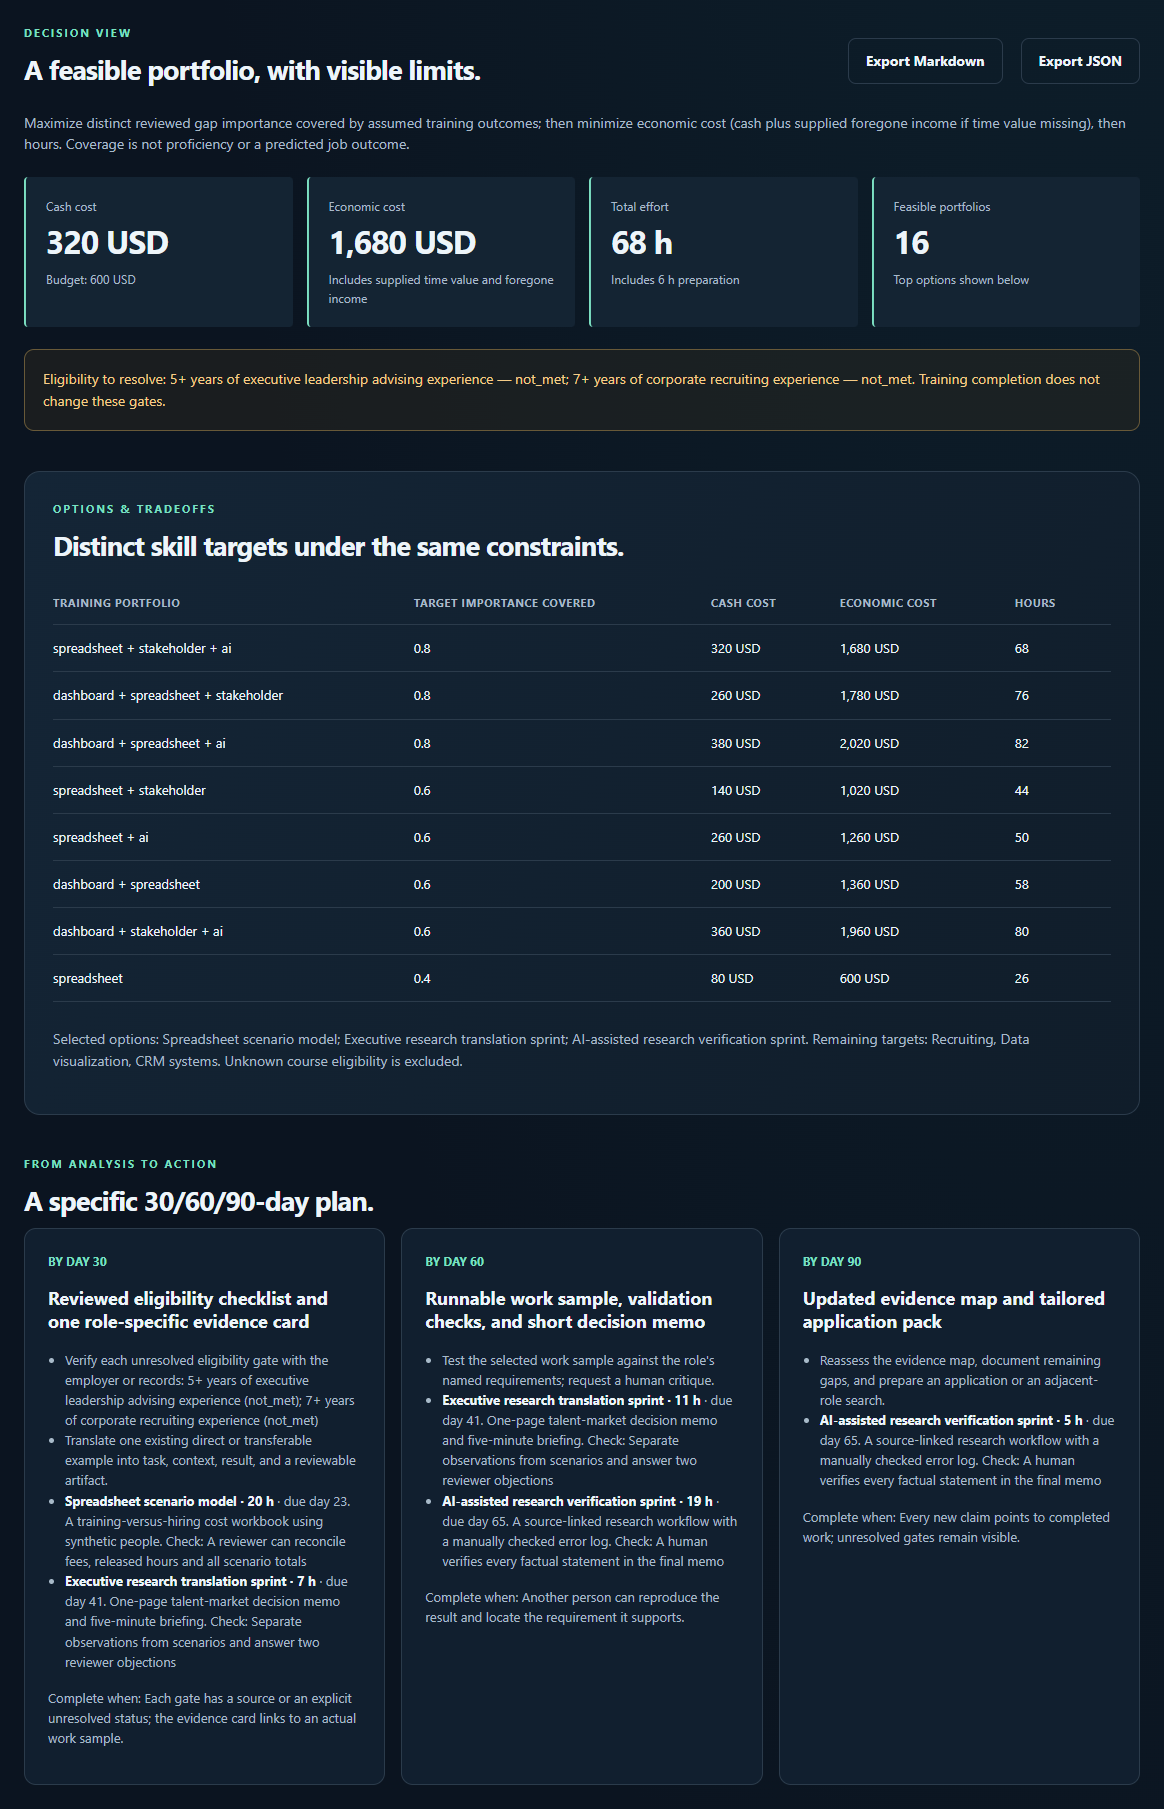 DECISION VIEW
A feasible portfolio, with visible limits.
Export Markdown
Export JSON
Maximize distinct reviewed gap importance covered by assumed training outcomes; then minimize economic cost (cash plus supplied foregone income if time value missing), then
hours. Coverage is not proficiency or a predicted job outcome.
Cash cost
320 USD
Budget: 600 USD
Economic cost
1,680 USD
Includes supplied time value and foregone
income
Total effort
68 h
Includes 6 h preparation
Feasible portfolios
16
Top options shown below
Eligibility to resolve: 5+ years of executive leadership advising experience — not_met; 7+ years of corporate recruiting experience — not_met. Training completion does not
change these gates.
OPTIONS & TRADEOFFS
Distinct skill targets under the same constraints.
TRAINING PORTFOLIO TARGET IMPORTANCE COVERED CASH COST ECONOMIC COST HOURS
spreadsheet + stakeholder + ai 0.8 320 USD 1,680 USD 68
dashboard + spreadsheet + stakeholder 0.8 260 USD 1,780 USD 76
dashboard + spreadsheet + ai 0.8 380 USD 2,020 USD 82
spreadsheet + stakeholder 0.6 140 USD 1,020 USD 44
spreadsheet + ai 0.6 260 USD 1,260 USD 50
dashboard + spreadsheet 0.6 200 USD 1,360 USD 58
dashboard + stakeholder + ai 0.6 360 USD 1,960 USD 80
spreadsheet 0.4 80 USD 600 USD 26
Selected options: Spreadsheet scenario model; Executive research translation sprint; AI-assisted research verification sprint. Remaining targets: Recruiting, Data
visualization, CRM systems. Unknown course eligibility is excluded.
FROM ANALYSIS TO ACTION
A specific 30/60/90-day plan.
BY DAY 30
Reviewed eligibility checklist and
one role-specific evidence card
• Verify each unresolved eligibility gate with the
employer or records: 5+ years of executive
leadership advising experience (not_met); 7+ years
of corporate recruiting experience (not_met)
• Translate one existing direct or transferable
example into task, context, result, and a reviewable
artifact.
• Spreadsheet scenario model · 20 h · due day 23.
A training-versus-hiring cost workbook using
synthetic people. Check: A reviewer can reconcile
fees, released hours and all scenario totals
• Executive research translation sprint · 7 h · due
day 41. One-page talent-market decision memo
and five-minute briefing. Check: Separate
observations from scenarios and answer two
reviewer objections
Complete when: Each gate has a source or an explicit
unresolved status; the evidence card links to an actual
work sample.
BY DAY 60
Runnable work sample, validation
checks, and short decision memo
• Test the selected work sample against the role's
named requirements; request a human critique.
• Executive research translation sprint · 11 h · due
day 41. One-page talent-market decision memo
and five-minute briefing. Check: Separate
observations from scenarios and answer two
reviewer objections
• AI-assisted research verification sprint · 19 h ·
due day 65. A source-linked research workflow with
a manually checked error log. Check: A human
verifies every factual statement in the final memo
Complete when: Another person can reproduce the
result and locate the requirement it supports.
BY DAY 90
Updated evidence map and tailored
application pack
• Reassess the evidence map, document remaining
gaps, and prepare an application or an adjacent-
role search.
• AI-assisted research verification sprint · 5 h · due
day 65. A source-linked research workflow with a
manually checked error log. Check: A human
verifies every factual statement in the final memo
Complete when: Every new claim points to completed
work; unresolved gates remain visible.